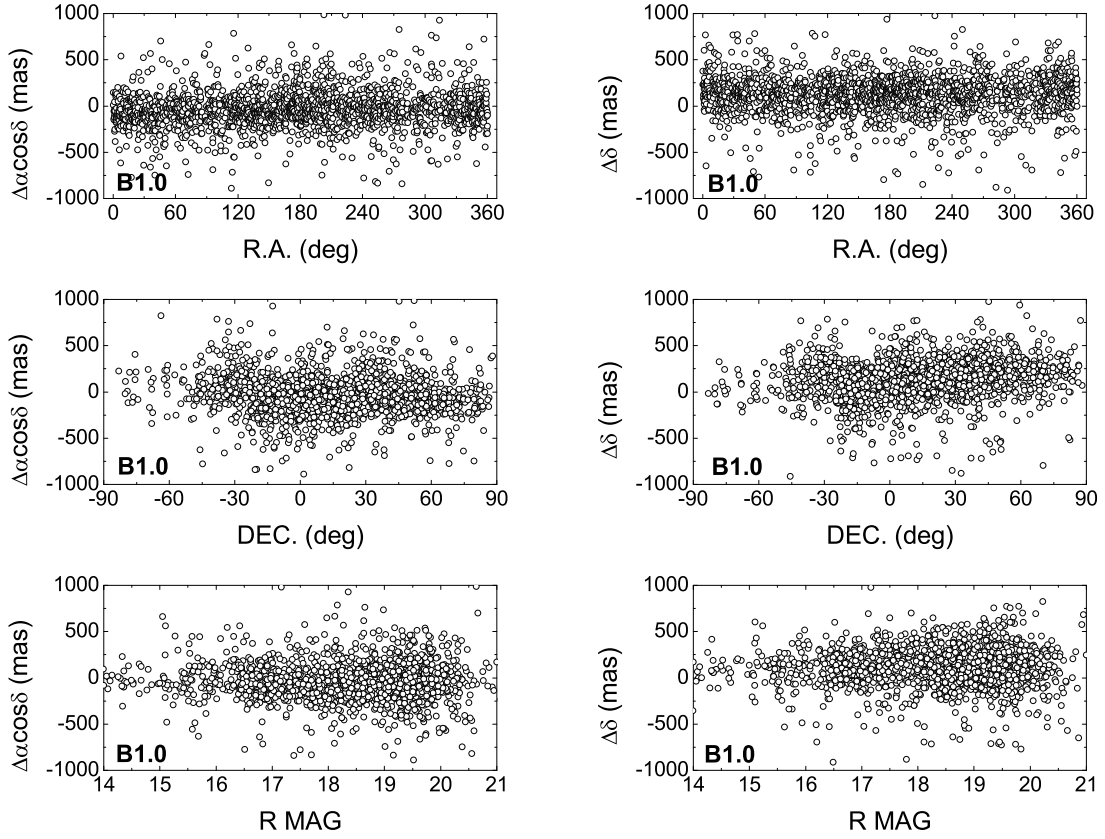 1000 1000
500 500
0 0
-500 -500
-1000 -1000
Δαcosδ (mas) Δδ (mas)
B1.0 B1.0
0 60 120 180 240 300 360 0 60 120 180 240 300 360
R.A. (deg) R.A. (deg)
1000 1000
500 500
0 0
-500 -500
-1000 -1000
Δαcosδ (mas) Δδ (mas)
B1.0 B1.0
-90 -60 -30 0 30 60 90 -90 -60 -30 0 30 60 90
DEC. (deg) DEC. (deg)
1000 1000
500 500
0 0
-500 -500
-1000 -1000
Δαcosδ (mas) Δδ (mas)
B1.0 B1.0
14 15 16 17 18 19 20 21 14 15 16 17 18 19 20 21
R MAG R MAG